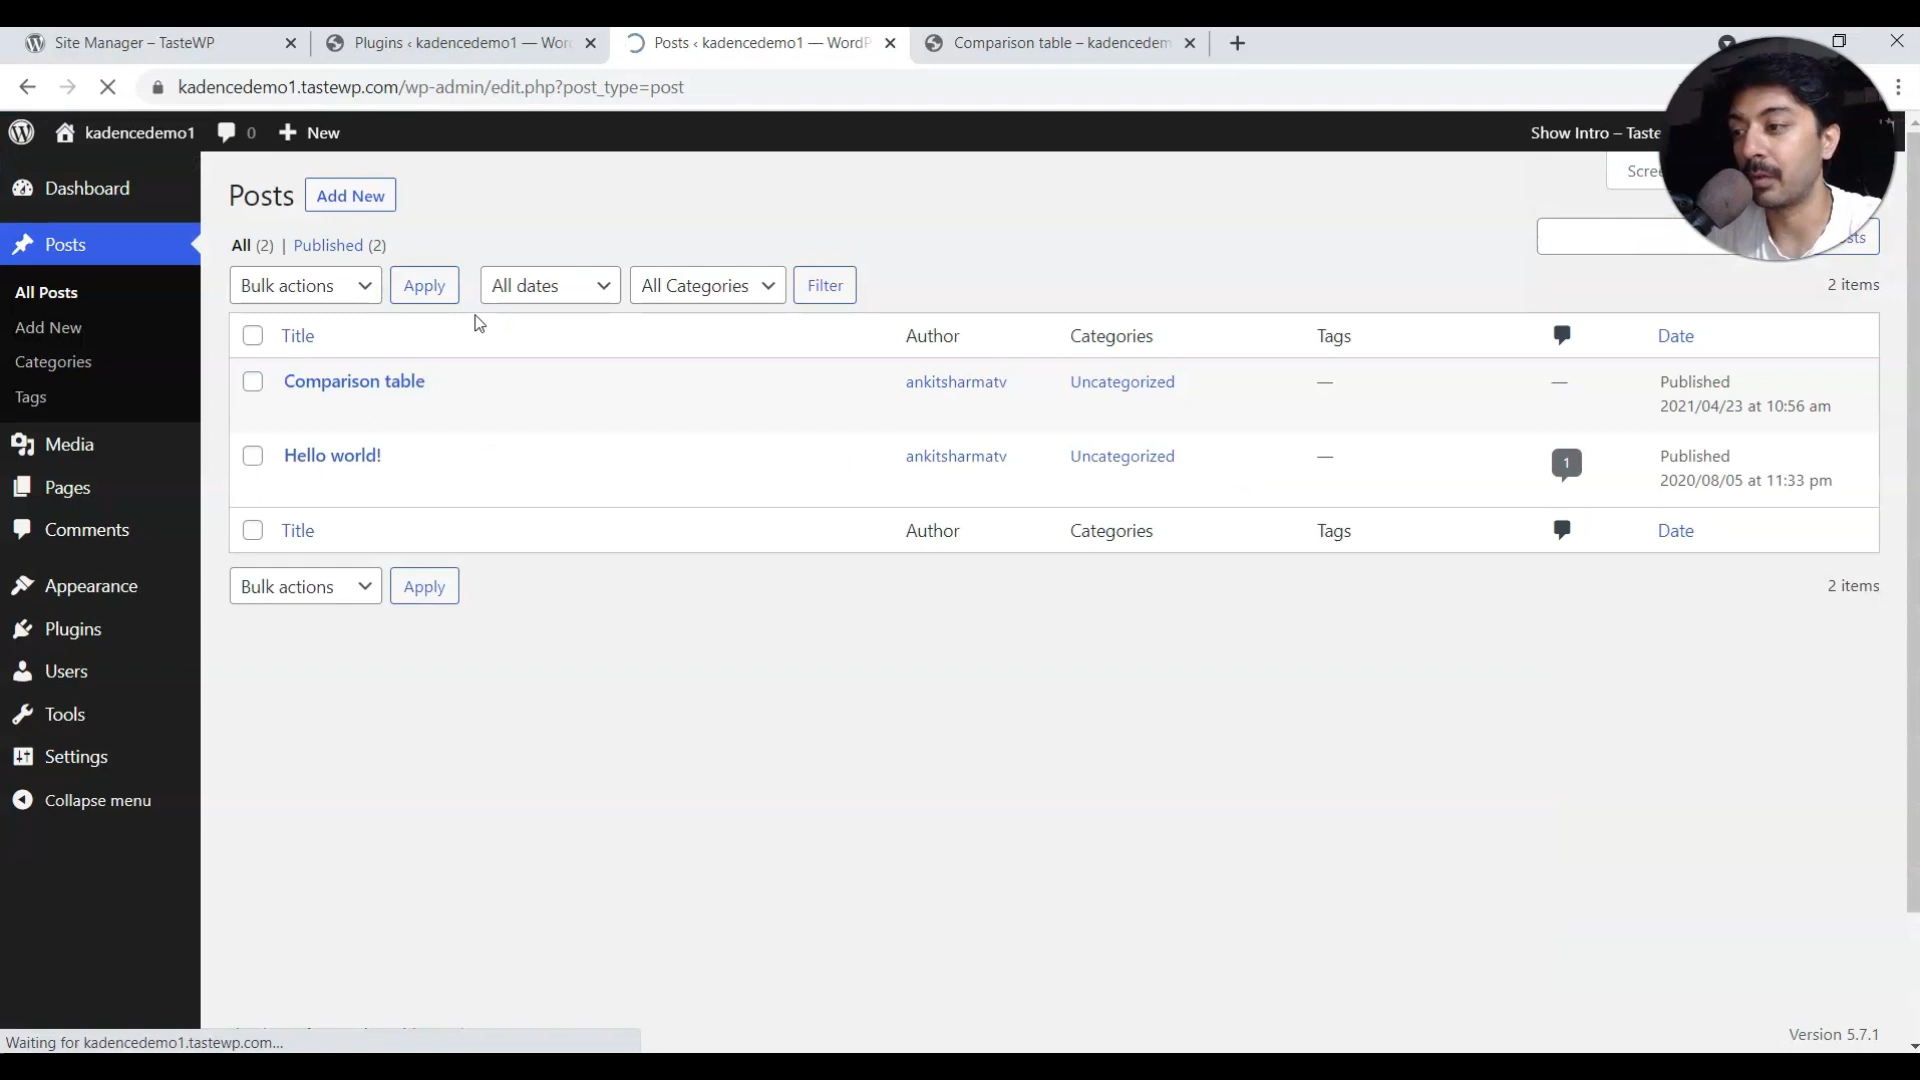 Site Manager – TasteWP
Plugins ‹ kadencedemo1 — Wor
Posts ‹ kadencedemo1 — WordP
Comparison table – kadencedem
kadencedemo1.tastewp.com/wp-admin/edit.php?post_type=post
kadencedemo1
0
New
Show Intro – Taste
Dashboard
Posts
All Posts
Add New
Categories
Tags
Media
Pages
Comments
Appearance
Plugins
Users
Tools
Settings
Collapse menu
Posts
Add New
All (2) | Published (2)
Bulk actions
Apply
All dates
All Categories
Filter
2 items
Title
Author
Categories
Tags
Date
Comparison table
ankitsharmatv
Uncategorized
—
—
Published
2021/04/23 at 10:56 am
Hello world!
ankitsharmatv
Uncategorized
—
1
Published
2020/08/05 at 11:33 pm
Title
Author
Categories
Tags
Date
Bulk actions
Apply
2 items
Version 5.7.1
Waiting for kadencedemo1.tastewp.com...